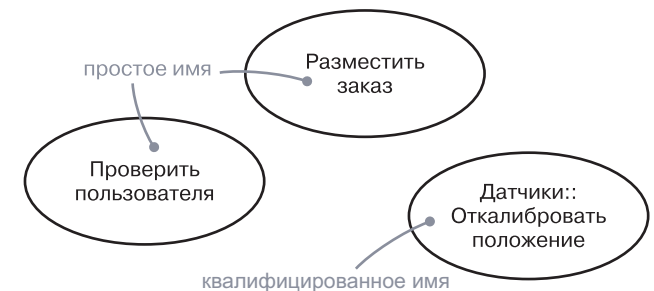 Разместить
заказ
простое имя
Проверить
пользователя
Датчики::
Откалибровать
положение
квалифицированное имя